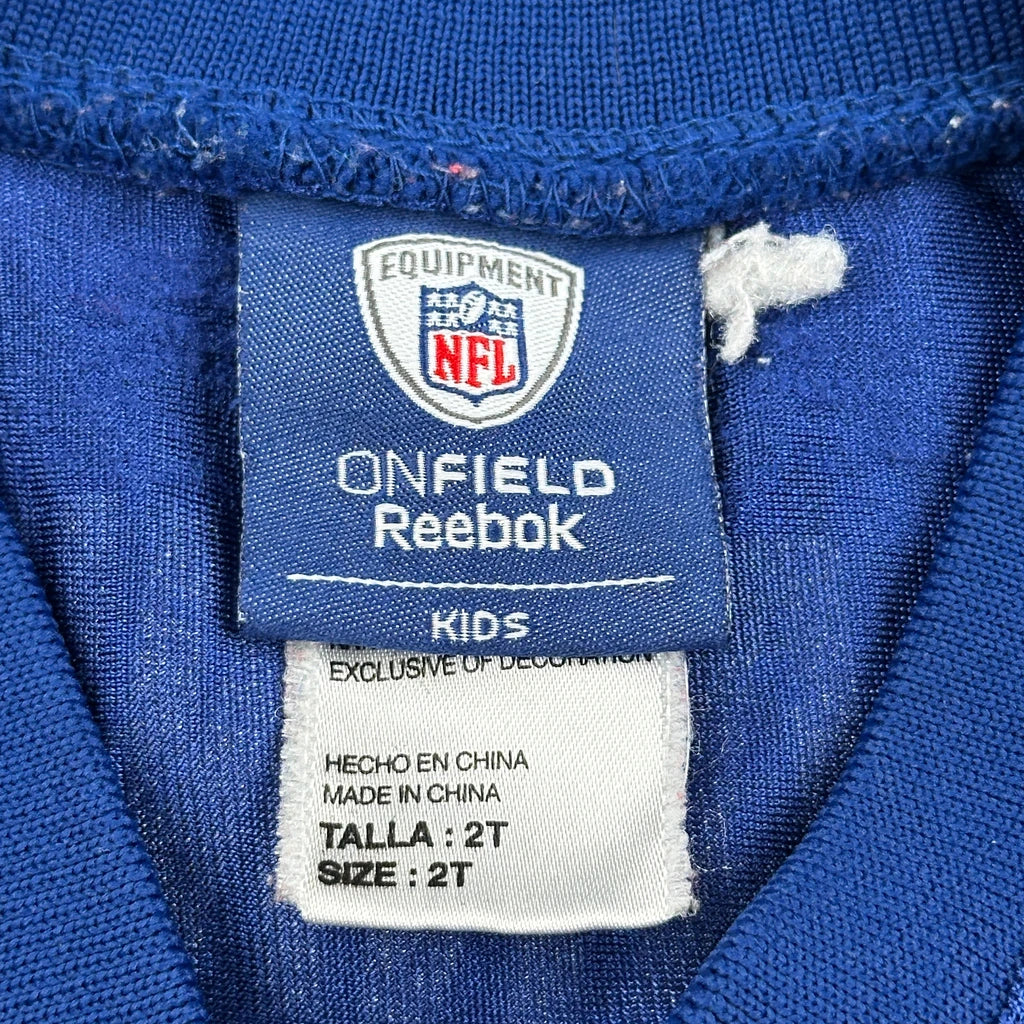 EQUIPMENT
NFL
ONFIELD
Reebok
KIDS
EXCLUSIVE OF DECORATION
HECHO EN CHINA
MADE IN CHINA
TALLA : 2T
SIZE : 2T